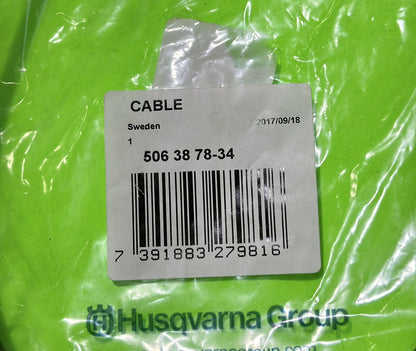 CABLE
Sweden 2017/09/18
1
506 38 78-34
7 391883 279816
Husqvarna Group